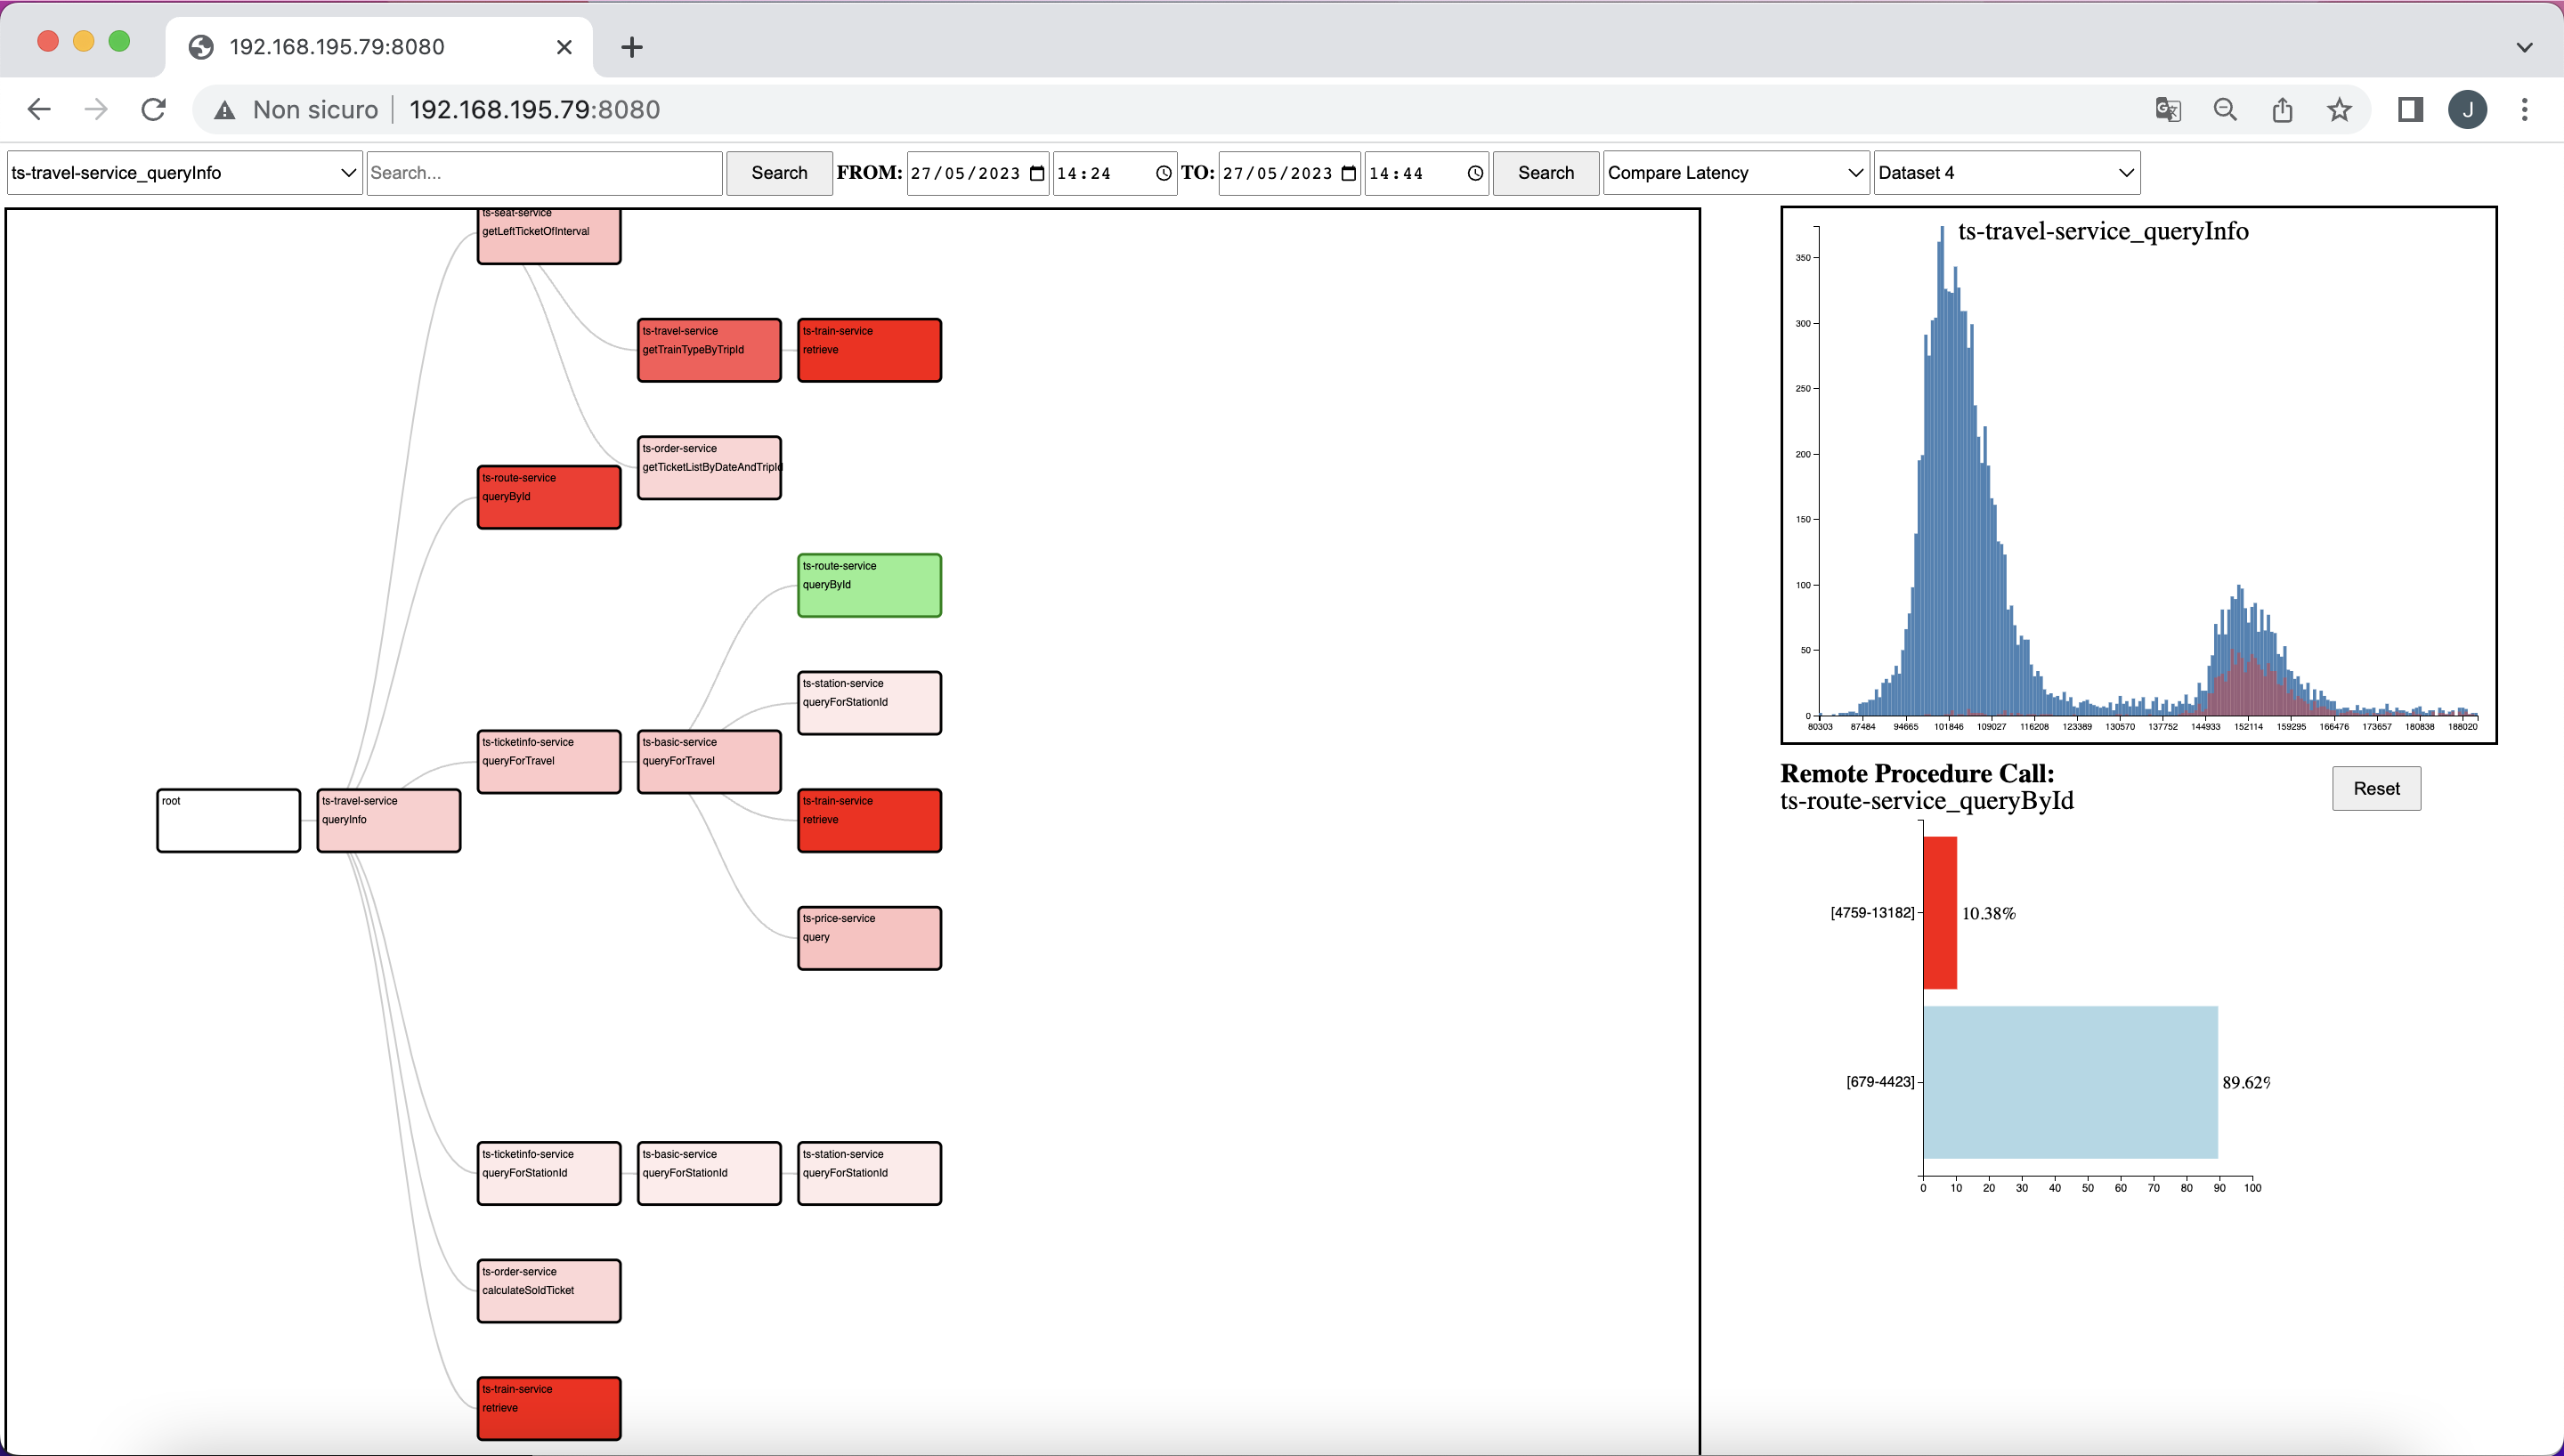 192.168.195.79:8080
Non sicuro
192.168.195.79:8080
J
ts-travel-service_queryInfo
Search...
Search
FROM:
27/05/2023
14:24
TO:
27/05/2023
14:44
Search
Compare Latency
Dataset 4
ts-seat-service
getLeftTicketOfInterval
ts-travel-service
getTrainTypeByTripId
ts-train-service
retrieve
ts-order-service
getTicketListByDateAndTripId
ts-route-service
queryById
ts-route-service
queryById
ts-station-service
queryForStationId
ts-ticketinfo-service
queryForTravel
ts-basic-service
queryForTravel
root
ts-travel-service
queryInfo
ts-train-service
retrieve
ts-price-service
query
ts-ticketinfo-service
queryForStationId
ts-basic-service
queryForStationId
ts-station-service
queryForStationId
ts-order-service
calculateSoldTicket
ts-train-service
retrieve
ts-travel-service_queryInfo
350
300
250
200
150
100
50
0
80303 87484 94665 101846 109027 116208 123389 130570 137752 144933 152114 159295 166476 173657 180838 188020
Remote Procedure Call:
ts-route-service_queryById
Reset
[4759-13182]
10.38%
[679-4423]
89.62%
0 10 20 30 40 50 60 70 80 90 100